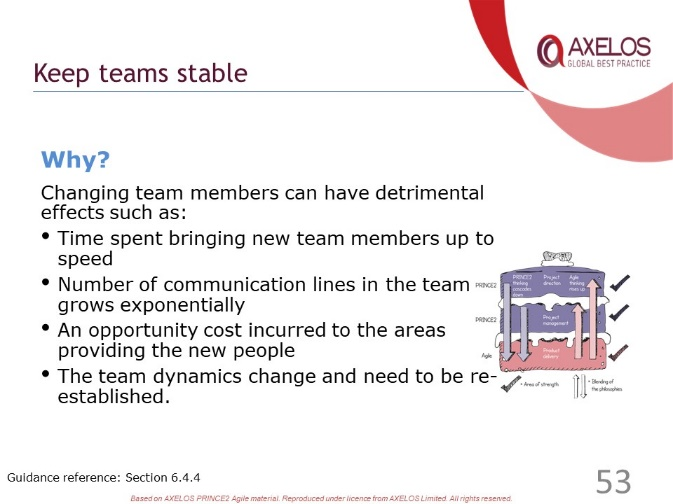 AXELOS
GLOBAL BEST PRACTICE
Keep teams stable
Why?
Changing team members can have detrimental
effects such as:
• Time spent bringing new team members up to
speed
• Number of communication lines in the team
grows exponentially
• An opportunity cost incurred to the areas
providing the new people
• The team dynamics change and need to be re-
established.
PRINCE2
thinking
cascades
down
Project
direction
Agile
thinking
rises up
PRINCE2
PRINCE2
Project
management
Agile
Product
delivery
= Area of strength
= Blending of
the philosophies
Guidance reference: Section 6.4.4
53
Based on AXELOS PRINCE2 Agile material. Reproduced under licence from AXELOS Limited. All rights reserved.